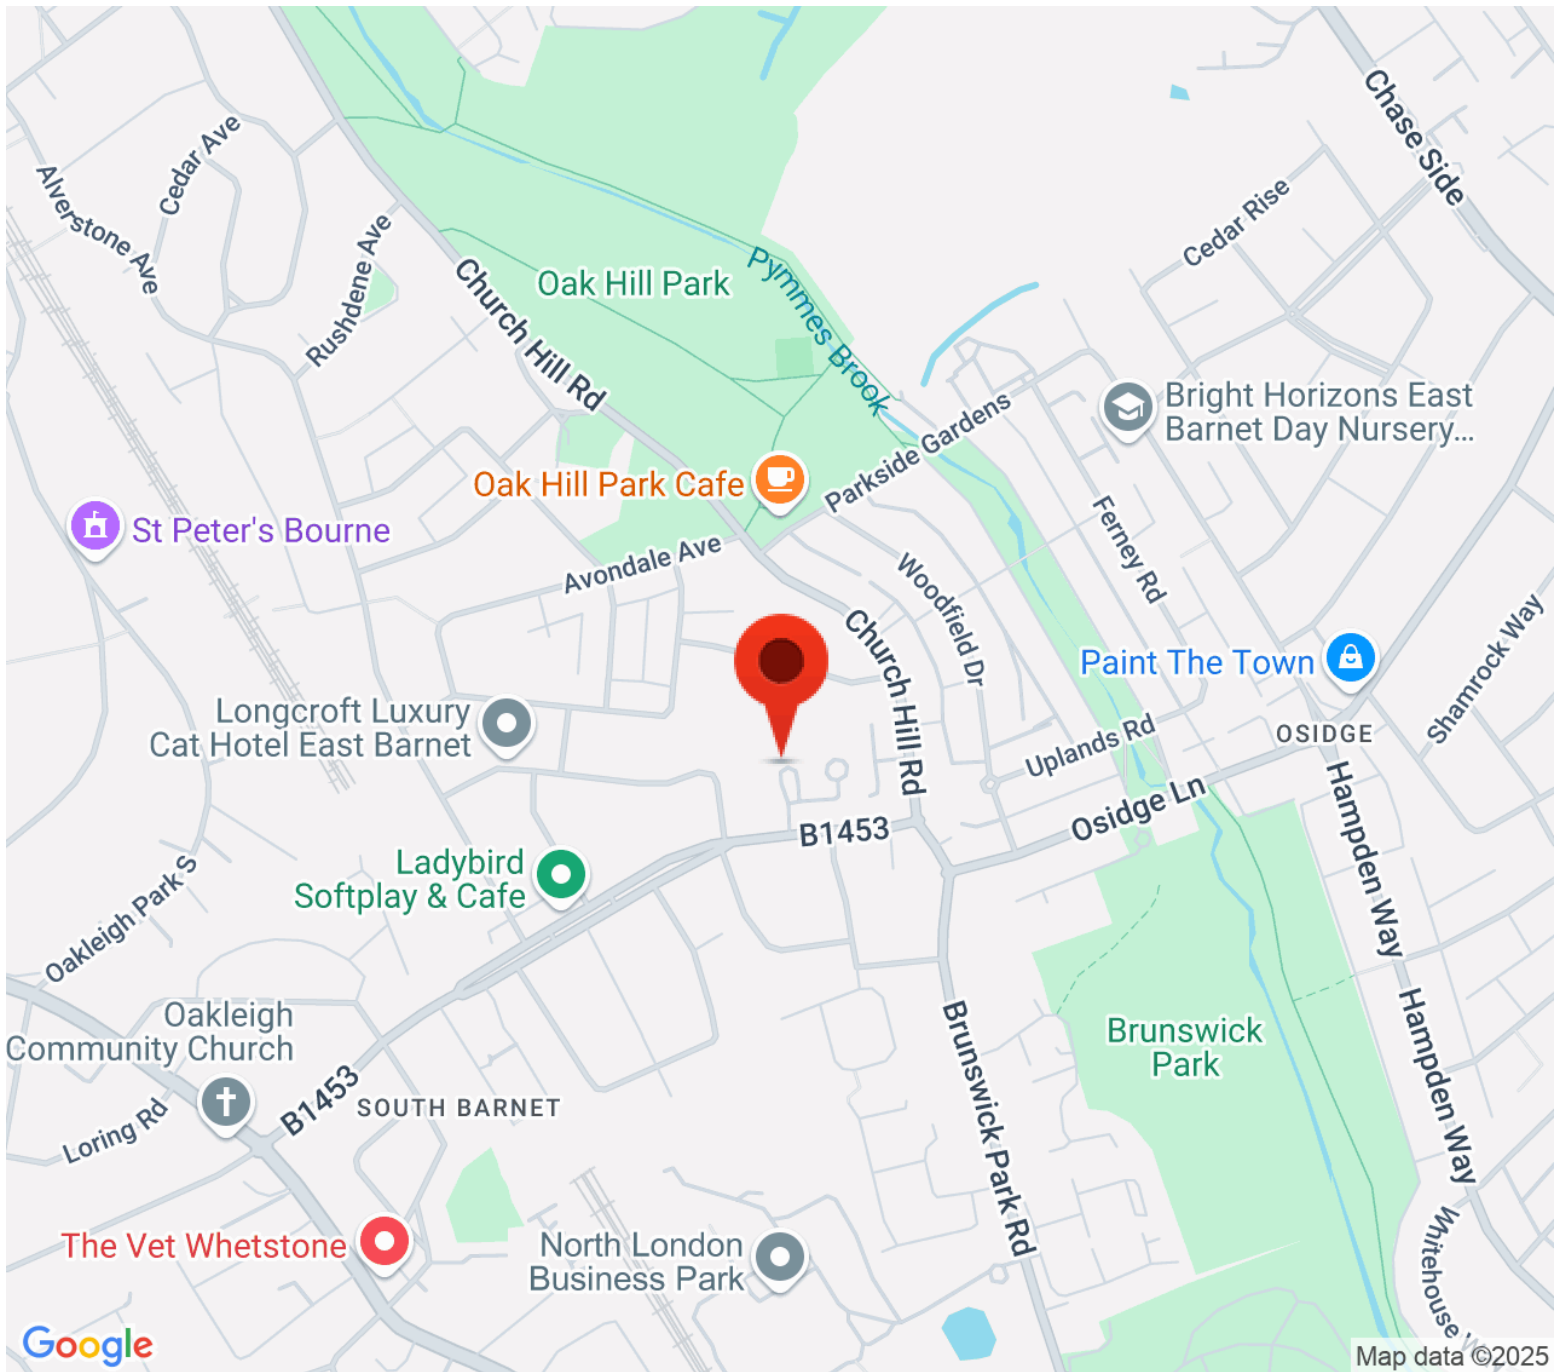 Chase Side
Cedar Ave
Alverstone Ave
Cedar Rise
Rushdene Ave
Oak Hill Park
Pymmes Brook
Church Hill Rd
Bright Horizons East
Barnet Day Nursery...
Parkside Gardens
Oak Hill Park Cafe
St Peter's Bourne
Ferney Rd
Avondale Ave
Woodfield Dr
Shamrock Way
Church Hill Rd
Paint The Town
Longcroft Luxury
Cat Hotel East Barnet
OSIDGE
Uplands Rd
Osidge Ln
B1453
Hampden Way
Ladybird
Softplay & Cafe
Oakleigh Park S
Oakleigh
Community Church
Brunswick
Park
Hampden Way
B1453
SOUTH BARNET
Brunswick Park Rd
Loring Rd
The Vet Whetstone
North London
Business Park
Whitehouse W
Google
Map data ©2025